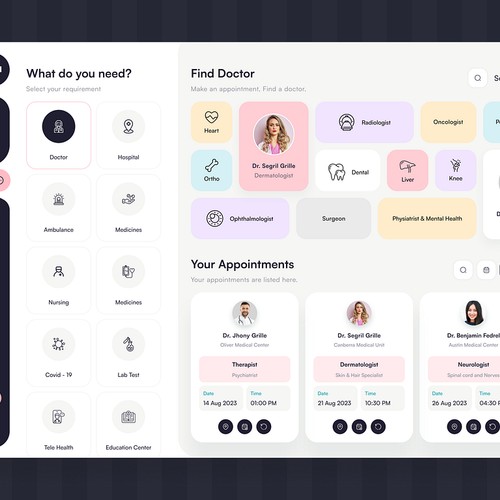 What do you need?
Select your requirement
Doctor
Hospital
Ambulance
Medicines
Nursing
Medicines
Covid - 19
Lab Test
Tele Health
Education Center
Find Doctor
Make an appointment, Find a doctor.
Heart
Dr. Segril Grille
Dermatologist
Radiologist
Oncologist
Ortho
Dental
Liver
Knee
Ophthalmologist
Surgeon
Physiatrist & Mental Health
Your Appointments
Your appointments are listed here.
Dr. Jhony Grille
Oliver Medical Center
Therapist
Psychiatrist
Date
Time
14 Aug 2023
01:00 PM
Dr. Segril Grille
Canberra Medical Unit
Dermatologist
Skin & Hair Specialist
Date
Time
21 Aug 2023
10:30 PM
Dr. Benjamin Fedrel
Austin Medical Center
Neurologist
Spinal cord and Nerves
Date
Time
26 Aug 2023
04:30